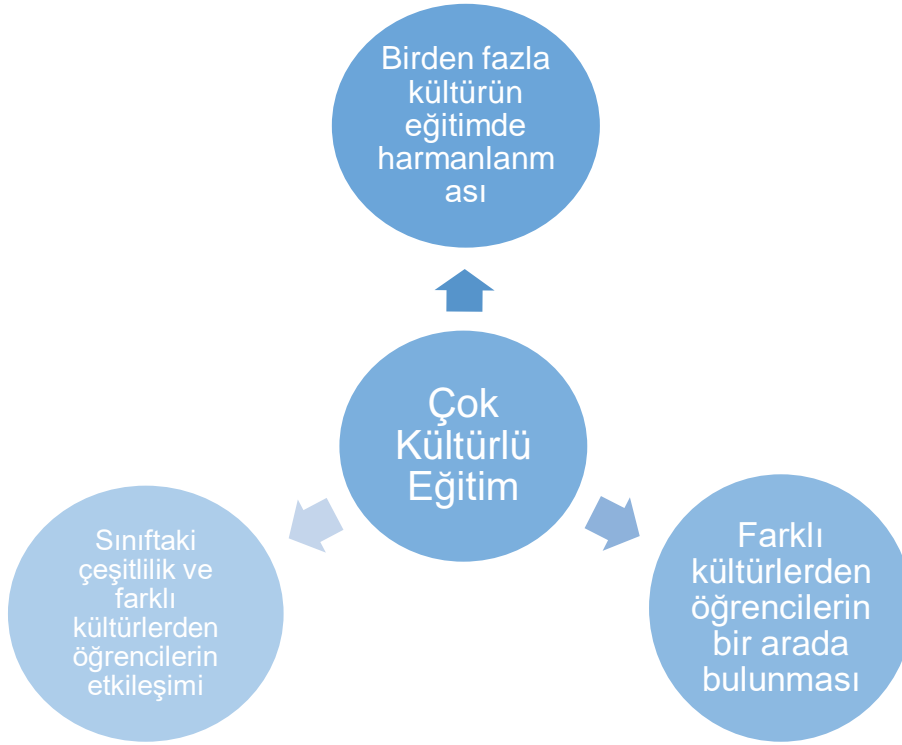 Birden fazla
kültürün
eğitimde
harmanlanm
ası
Çok
Kültürlü
Eğitim
Sınıftaki
çeşitlilik ve
farklı
kültürlerden
öğrencilerin
etkileşimi
Farklı
kültürlerden
öğrencilerin
bir arada
bulunması